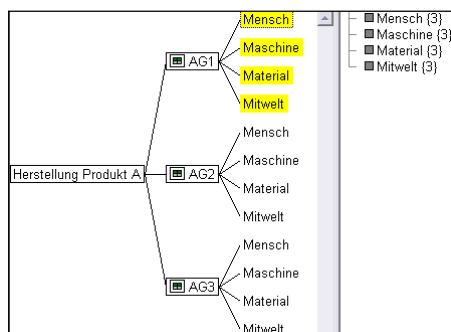 Mensch
Maschine
AG1
Material
Mitwelt
Mensch
Maschine
Herstellung Produkt A
AG2
Material
Mitwelt
Mensch
Maschine
AG3
Material
Mitwelt
Mensch {3}
Maschine {3}
Material {3}
Mitwelt {3}